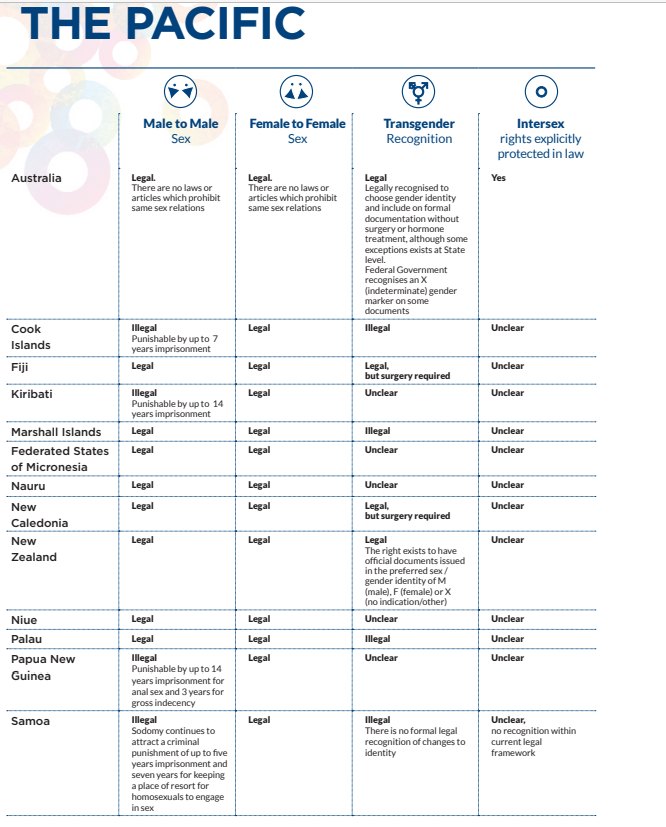 THE PACIFIC
Male to Male
Sex
Female to Female
Sex
Transgender
Recognition
Intersex
rights explicitly
protected in law
Australia
Legal.
There are no laws or
articles which prohibit
same sex relations
Legal.
There are no laws or
articles which prohibit
same sex relations
Legal
Legally recognised to
choose gender identity
and include on formal
documentation without
surgery or hormone
treatment, although some
exceptions exists at State
level.
Federal Government
recognises an X
(indeterminate) gender
marker on some
documents
Yes
Cook
Islands
Illegal
Punishable by up to 7
years imprisonment
Legal
Illegal
Unclear
Fiji
Legal
Legal
Legal,
but surgery required
Unclear
Kiribati
Illegal
Punishable by up to 14
years imprisonment
Legal
Unclear
Unclear
Marshall Islands
Legal
Legal
Illegal
Unclear
Federated States
of Micronesia
Legal
Legal
Unclear
Unclear
Nauru
Legal
Legal
Unclear
Unclear
New
Caledonia
Legal
Legal
Legal,
but surgery required
Unclear
New
Zealand
Legal
Legal
Legal
The right exists to have
official documents issued
in the preferred sex /
gender identity of M
(male), F (female) or X
(no indication/other)
Unclear
Niue
Legal
Legal
Unclear
Unclear
Palau
Legal
Legal
Illegal
Unclear
Papua New
Guinea
Illegal
Punishable by up to 14
years imprisonment for
anal sex and 3 years for
gross indecency
Legal
Unclear
Unclear
Samoa
Illegal
Sodomy continues to
attract a criminal
punishment of up to five
years imprisonment and
seven years for keeping
a place of resort for
homosexuals to engage
in sex
Legal
Illegal
There is no formal legal
recognition of changes to
identity
Unclear,
no recognition within
current legal
framework